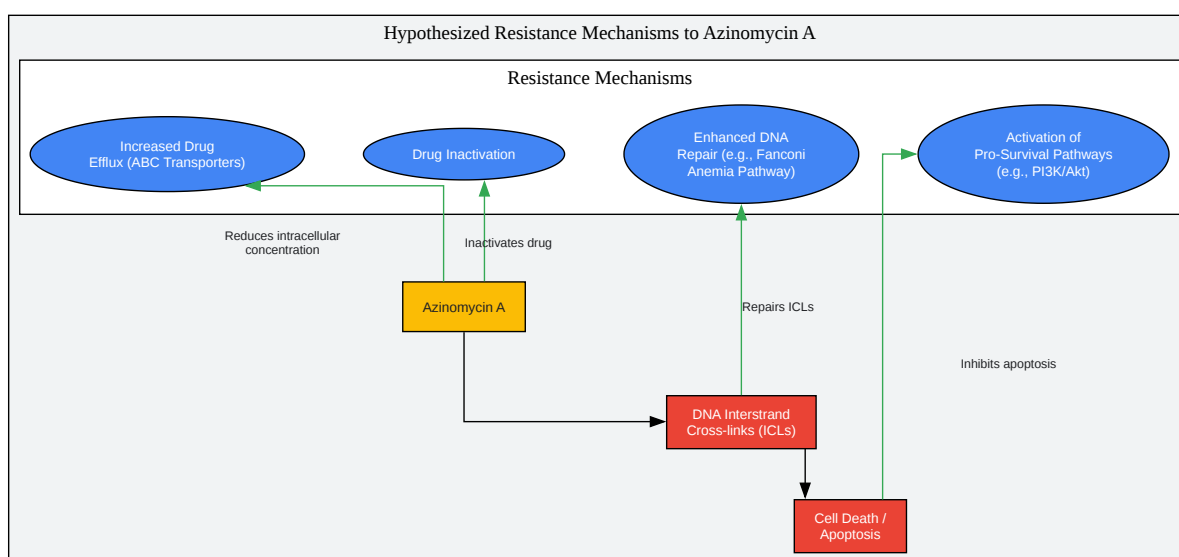 Hypothesized Resistance Mechanisms to Azinomycin A
Resistance Mechanisms
Increased Drug
Efflux (ABC Transporters)
Drug Inactivation
Enhanced DNA
Repair (e.g., Fanconi
Anemia Pathway)
Activation of
Pro-Survival Pathways
(e.g., PI3K/Akt)
Reduces intracellular
concentration
Inactivates drug
Azinomycin A
Repairs ICLs
Inhibits apoptosis
DNA Interstrand
Cross-links (ICLs)
Cell Death /
Apoptosis